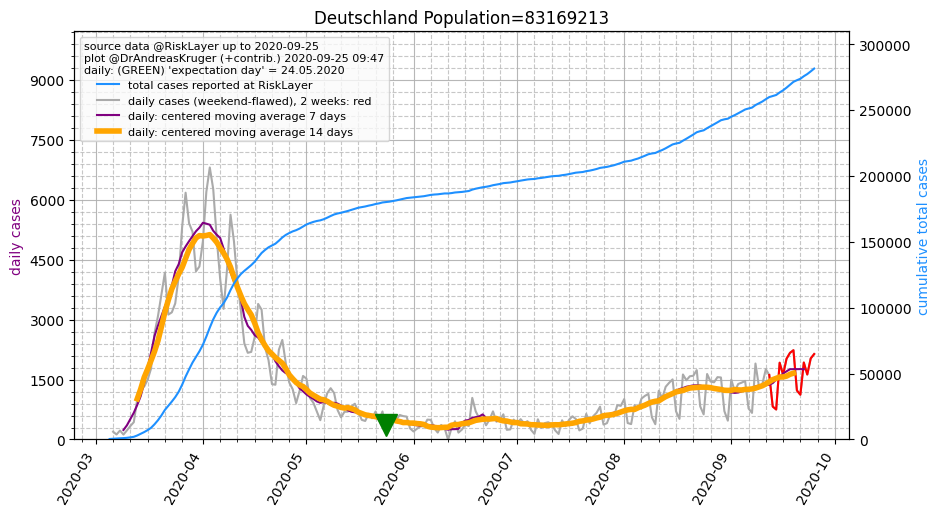 Deutschland Population=83169213
source data @RiskLayer up to 2020-09-25
plot @DrAndreasKruger (+contrib.) 2020-09-25 09:47
daily: (GREEN) 'expectation day' = 24.05.2020
total cases reported at RiskLayer
daily cases (weekend-flawed), 2 weeks: red
daily: centered moving average 7 days
daily: centered moving average 14 days
daily cases
9000
7500
6000
4500
3000
1500
0
cumulative total cases
300000
250000
200000
150000
100000
50000
0
2020-03
2020-04
2020-05
2020-06
2020-07
2020-08
2020-09
2020-10